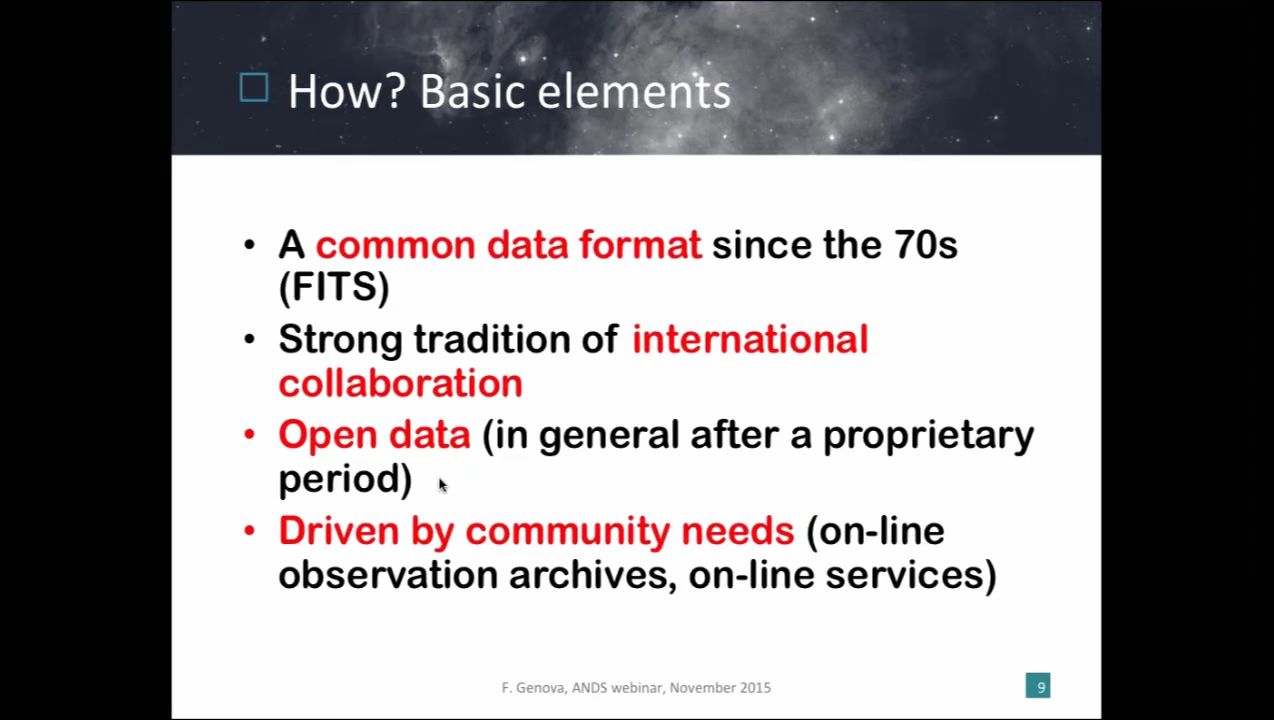 How? Basic elements
• A common data format since the 70s
(FITS)
• Strong tradition of international
collaboration
• Open data (in general after a proprietary
period)
• Driven by community needs (on-line
observation archives, on-line services)
F. Genova, ANDS webinar, November 2015
9